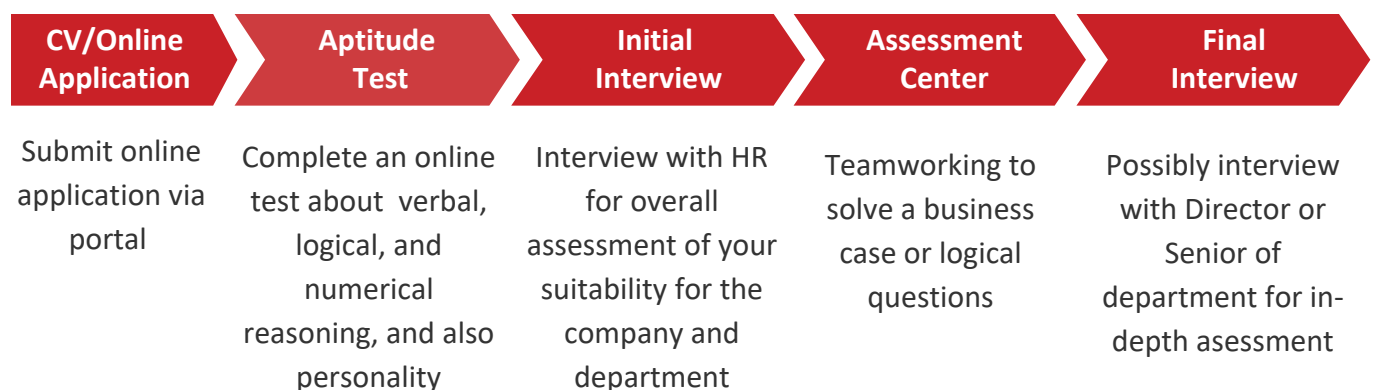 CV/Online
Application
Aptitude
Test
Initial
Interview
Assessment
Center
Final
Interview
Submit online
application via
portal
Complete an online
test about verbal,
logical, and
numerical
reasoning, and also
personality
Interview with HR
for overall
assessment of your
suitability for the
company and
department
Teamworking to
solve a business
case or logical
questions
Possibly interview
with Director or
Senior of
department for in-
depth asessment